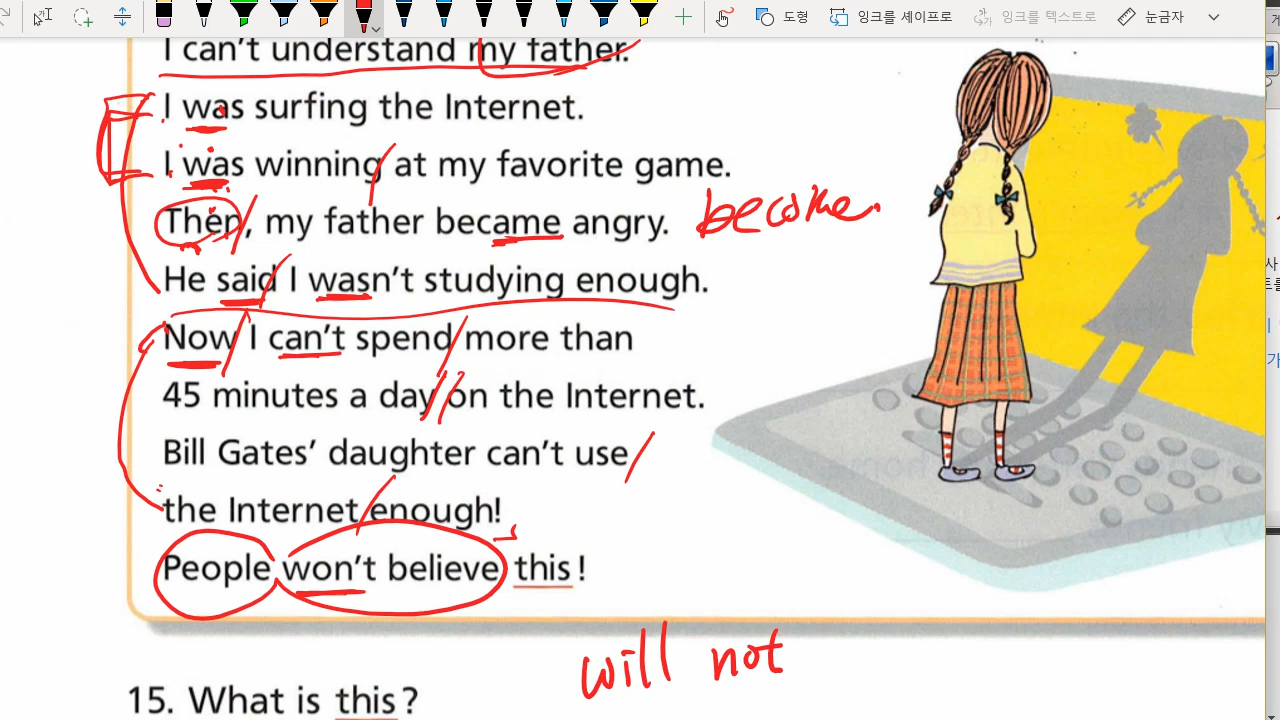 도형 잉크를 셰이프로 잉크를 텍스트로 눈금자
I can't understand my father.
I was surfing the Internet.
I was winning at my favorite game.
Then, my father became angry. become
He said I wasn't studying enough.
Now I can't spend more than
45 minutes a day on the Internet.
Bill Gates' daughter can't use
the Internet enough!
People won't believe this!
will not
15. What is this?